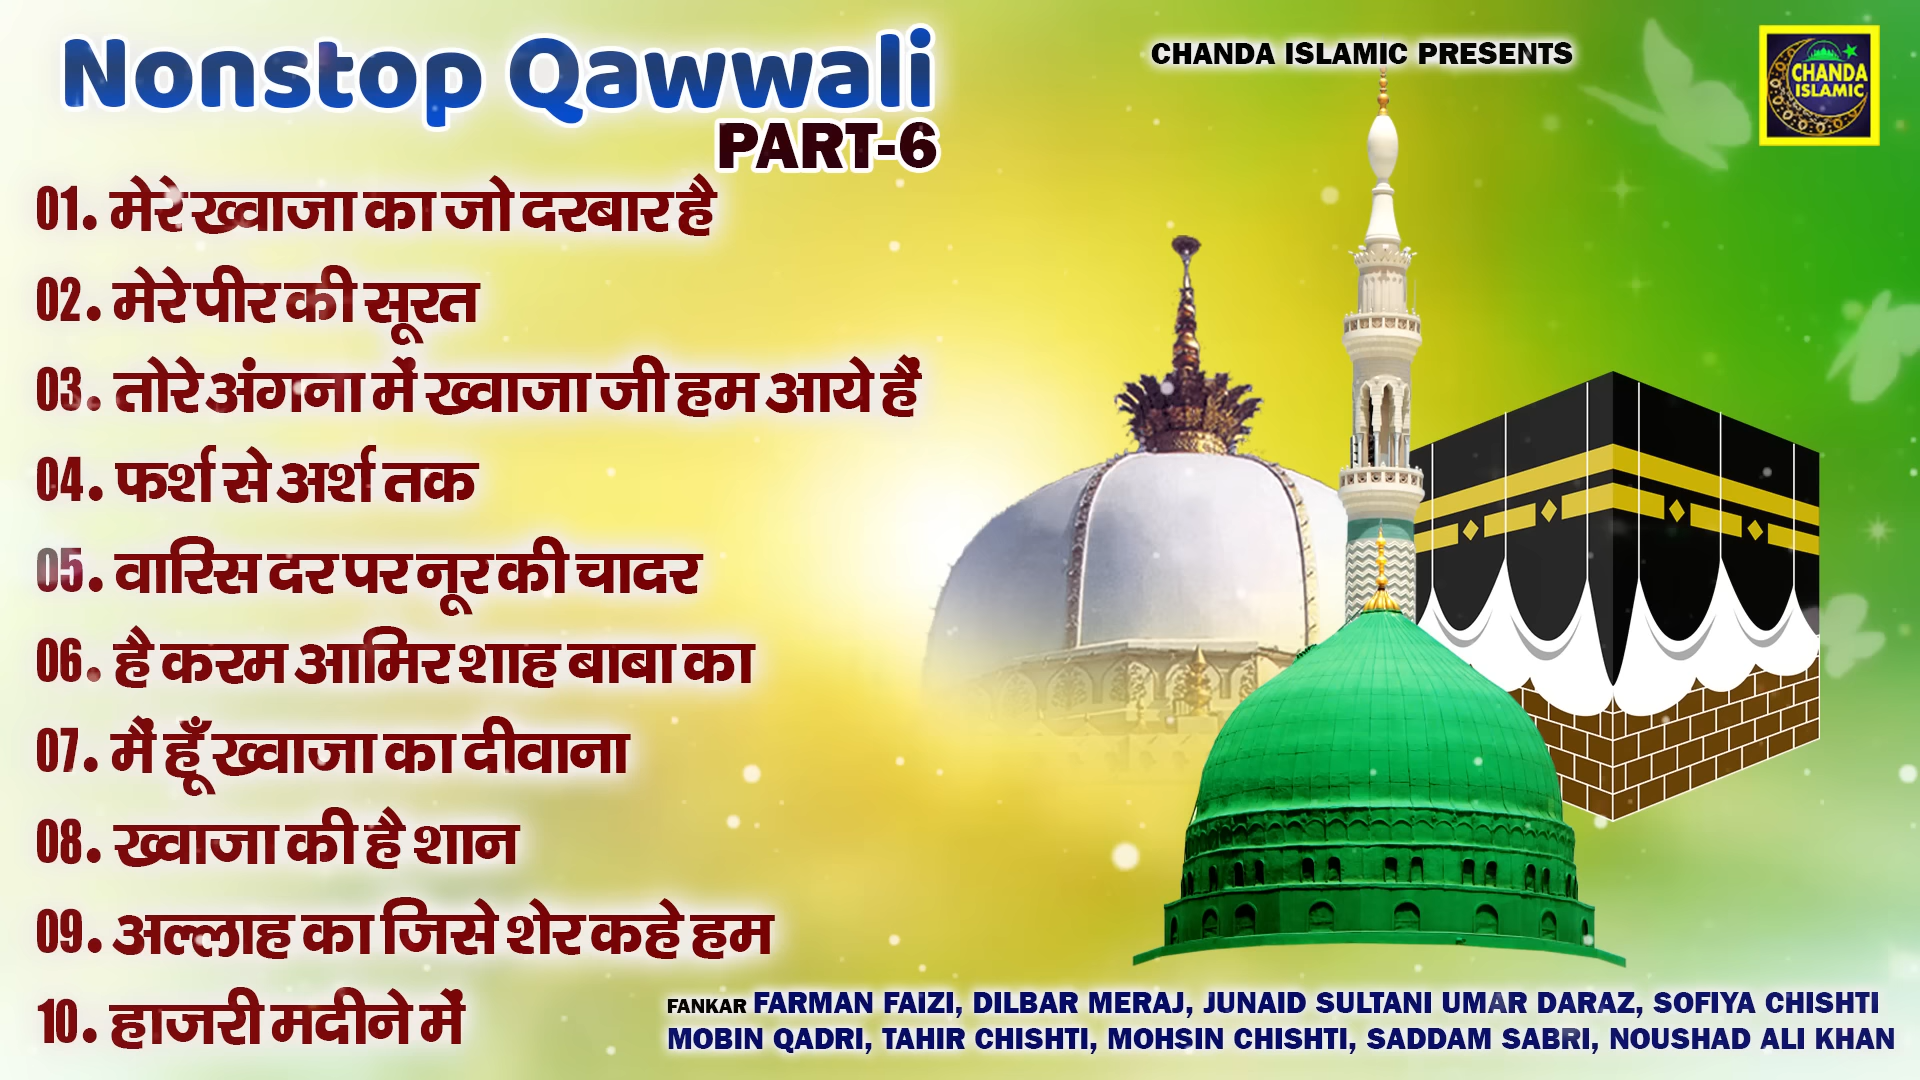 Nonstop Qawwali
PART-6
CHANDA ISLAMIC PRESENTS
CHANDA
ISLAMIC
01. मेरे ख्वाजा का जो दरबार है
02. मेरे पीर की सूरत
03. तोरे अंगना में ख्वाजा जी हम आये हैं
04. फर्श से अर्श तक
05. वारिस दर पर नूर की चादर
06. है करम आमिर शाह बाबा का
07. मैं हूँ ख्वाजा का दीवाना
08. ख्वाजा की है शान
09. अल्लाह का जिसे शेर कहे हम
10. हाजरी मदीने में
FANKAR FARMAN FAIZI, DILBAR MERAJ, JUNAID SULTANI UMAR DARAZ, SOFIYA CHISHTI
MOBIN QADRI, TAHIR CHISHTI, MOHSIN CHISHTI, SADDAM SABRI, NOUSHAD ALI KHAN